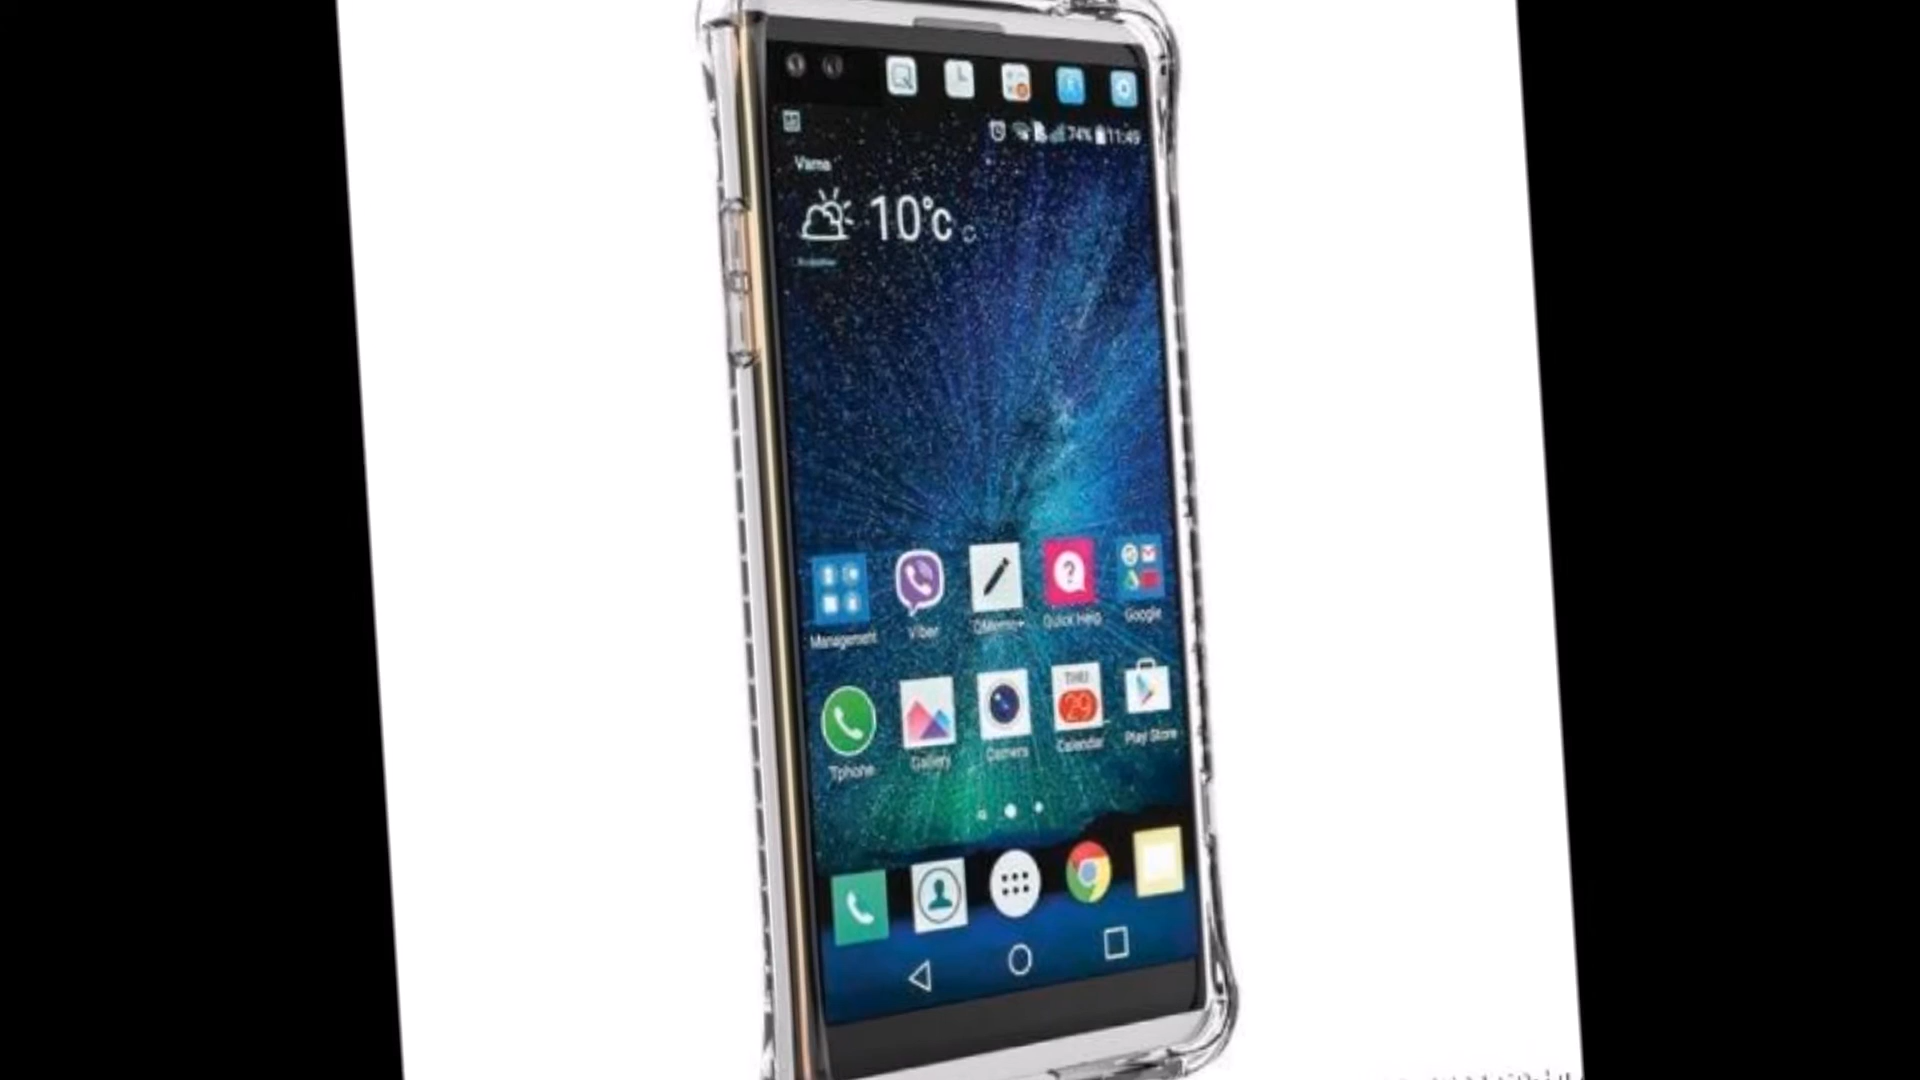 74% 11:49
Varna
10°C
Management Viber QMemo+ Quick Help Google
THU
29
Tphone Gallery Camera Calendar Play Store